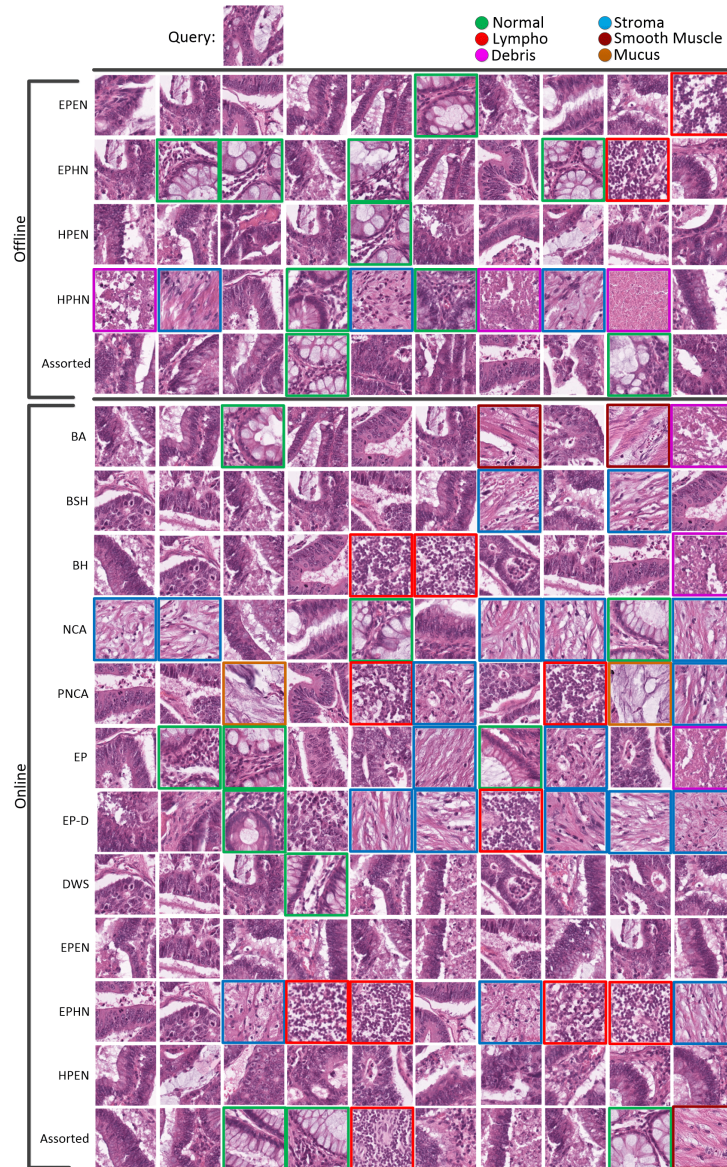 Query:
Normal
Stroma
Lympho
Smooth Muscle
Debris
Mucus
Offline
EPEN
EPHN
HPEN
HPHN
Assorted
Online
BA
BSH
BH
NCA
PNCA
EP
EP-D
DWS
EPEN
EPHN
HPEN
Assorted